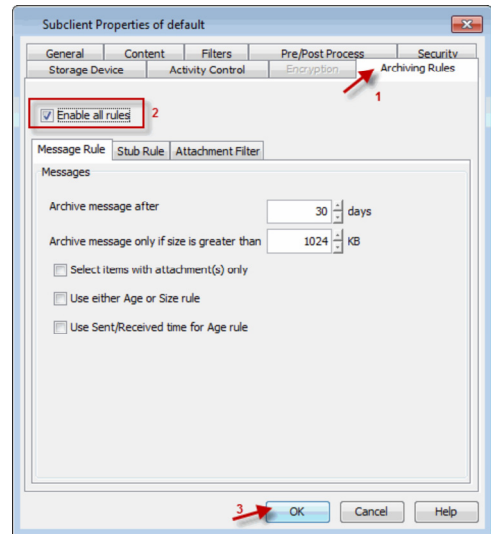 Subclient Properties of default
General Content Filters Pre/Post Process Security
Storage Device Activity Control Encryption Archiving Rules
1
Enable all rules 2
Message Rule Stub Rule Attachment Filter
Messages
Archive message after 30 days
Archive message only if size is greater than 1024 KB
Select items with attachment(s) only
Use either Age or Size rule
Use Sent/Received time for Age rule
3 OK Cancel Help